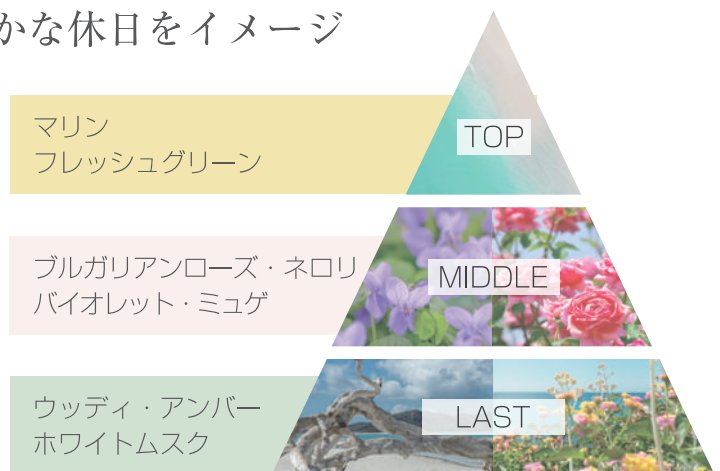 かな休日をイメージ
マリン
フレッシュグリーン
TOP
ブルガリアンローズ・ネロリ
バイオレット・ミュゲ
MIDDLE
ウッディ・アンバー
ホワイトムスク
LAST